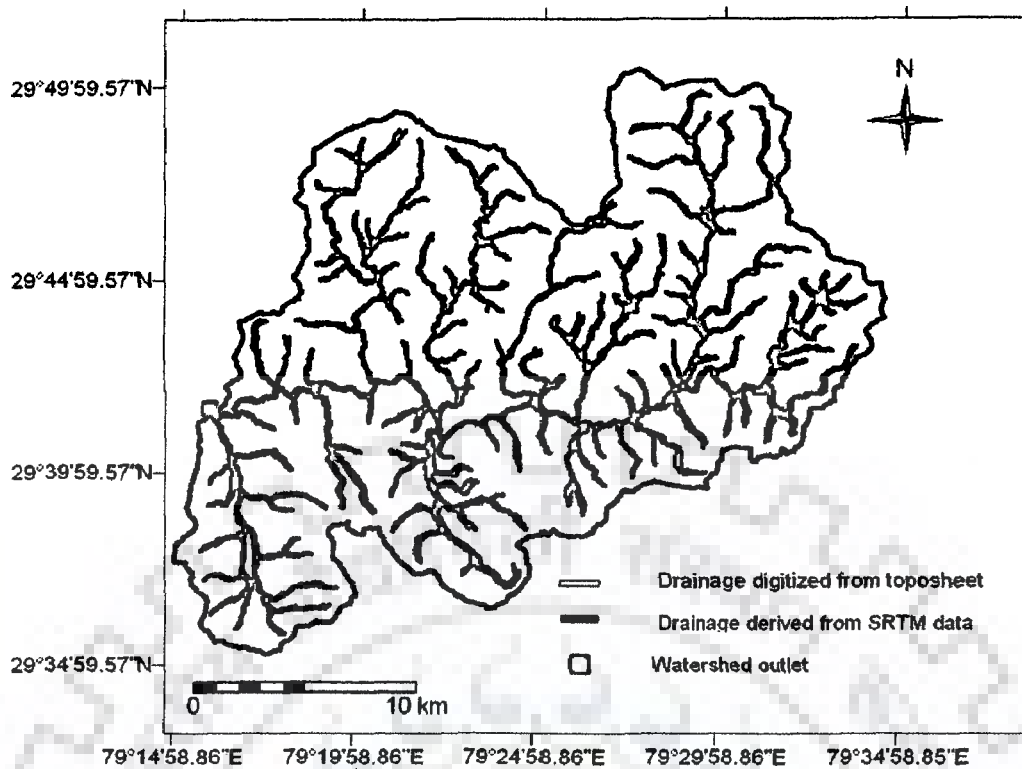 N
29°49'59.57"N
29°44'59.57"N
29°39'59.57"N
29°34'59.57"N
Drainage digitized from toposheet
Drainage derived from SRTM data
Watershed outlet
0 10 km
79°14'58.86"E 79°19'58.86"E 79°24'58.86"E 79°29'58.86"E 79°34'58.85"E